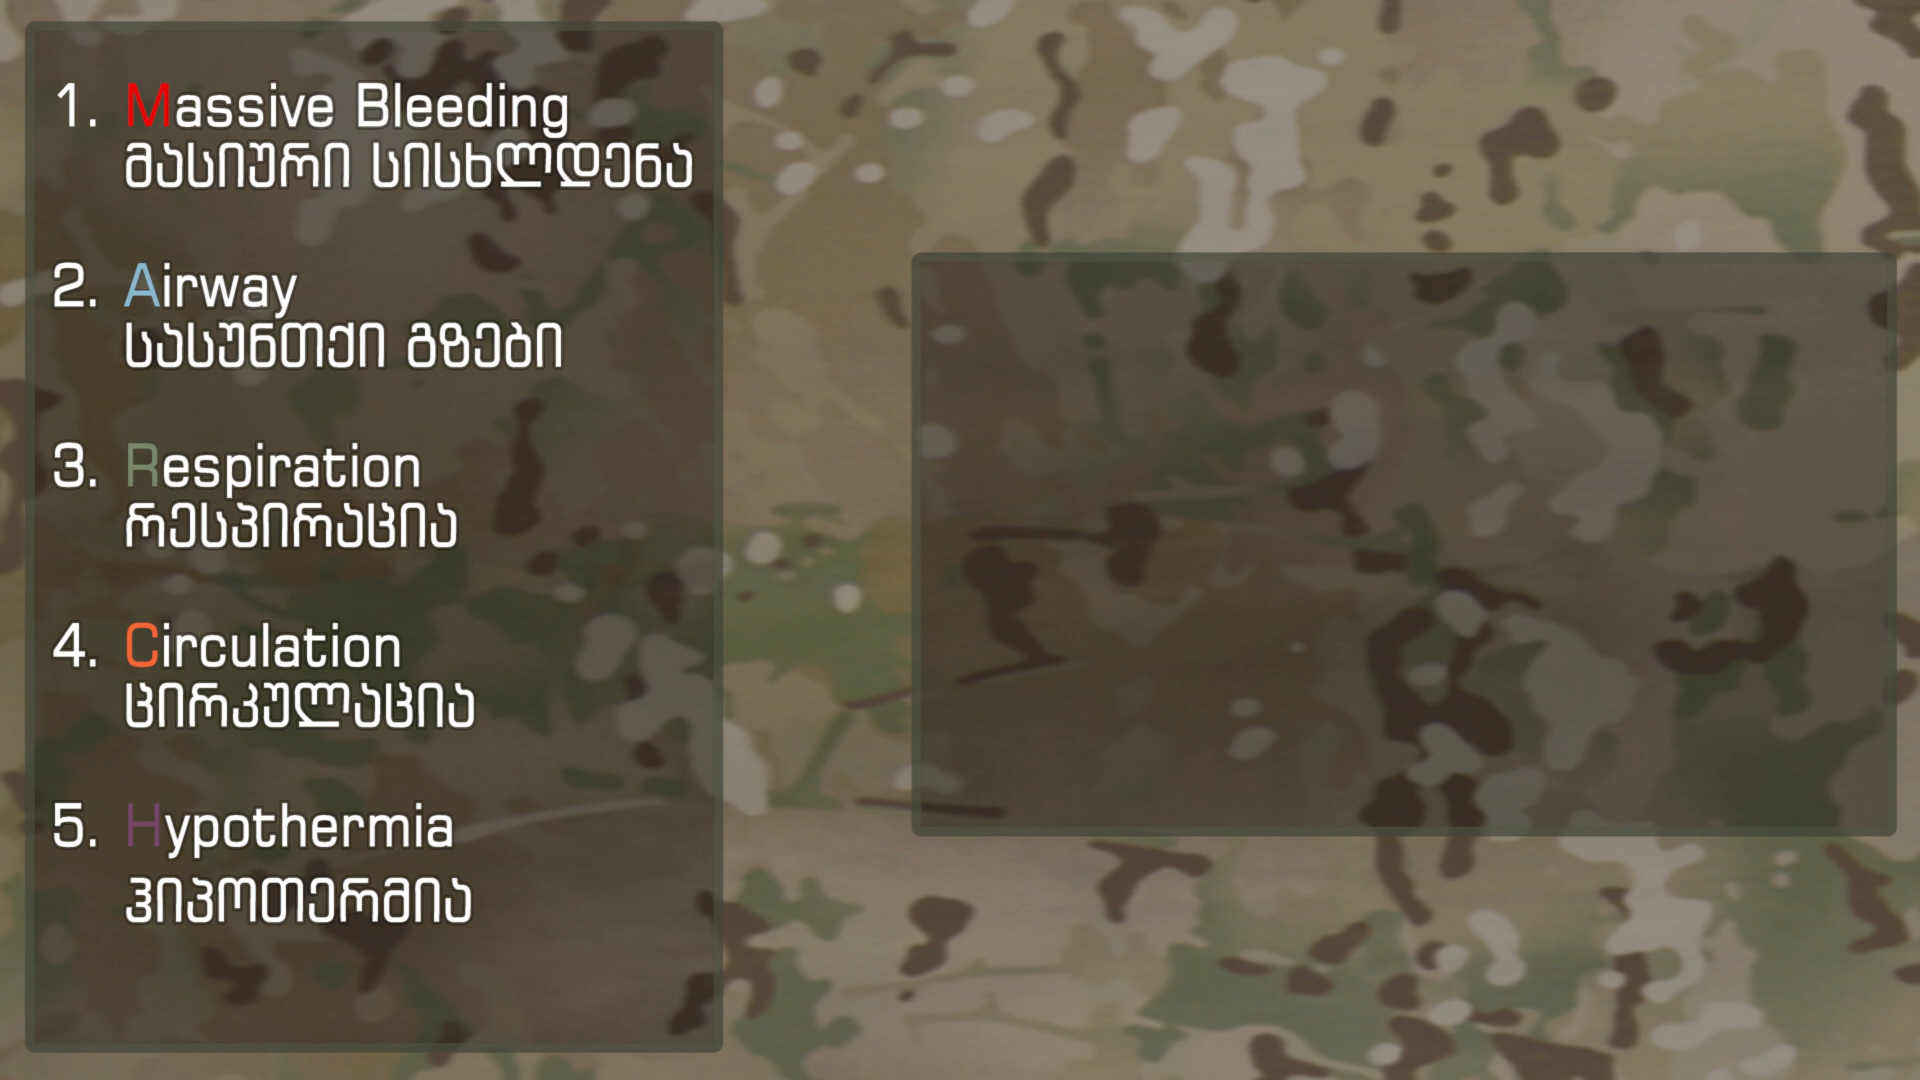 1. Massive Bleeding
მასიური სისხლდენა
2. Airway
სასუნთქი გზები
3. Respiration
რესპირაცია
4. Circulation
ცირკულაცია
5. Hypothermia
ჰიპოთერმია